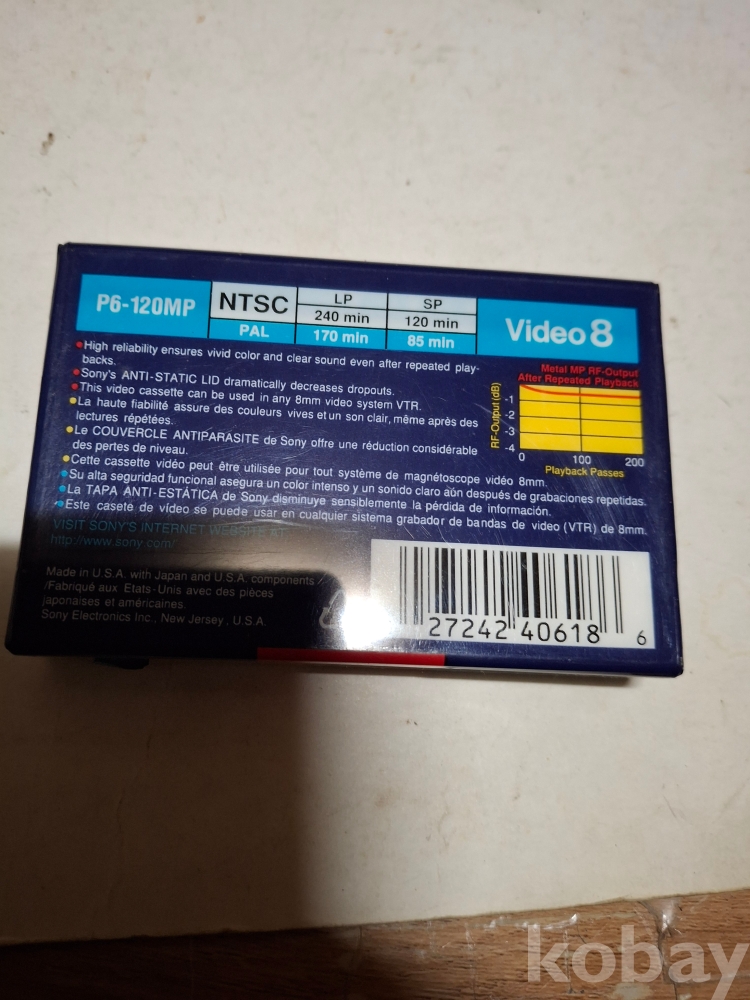 P6-120MP
NTSC LP SP
240 min 120 min
PAL 170 min 85 min
Video 8
•High reliability ensures vivid color and clear sound even after repeated play-
backs.
•Sony's ANTI-STATIC LID dramatically decreases dropouts.
•This video cassette can be used in any 8mm video system VTR.
•La haute fiabilité assure des couleurs vives et un son clair, même après des
lectures répétées.
•Le COUVERCLE ANTIPARASITE de Sony offre une réduction considérable
des pertes de niveau.
•Cette cassette vidéo peut être utilisée pour tout système de magnétoscope vidéo 8mm.
•Su alta seguridad funcional asegura un color intenso y un sonido claro aún después de grabaciones repetidas.
•La TAPA ANTI-ESTÁTICA de Sony disminuye sensiblemente la pérdida de información.
•Este casete de vídeo se puede usar en cualquier sistema grabador de bandas de video (VTR) de 8mm.
Metal MP RF-Output
After Repeated Playback
RF-Output (dB)
-1
-2
-3
-4
0 100 200
Playback Passes
VISIT SONY'S INTERNET WEBSITE AT
http://www.sony.com/
Made in U.S.A. with Japan and U.S.A. components /
/Fabriqué aux Etats-Unis avec des pièces
japonaises et américaines.
Sony Electronics Inc., New Jersey, U.S.A.
27242 40618 6
kobay